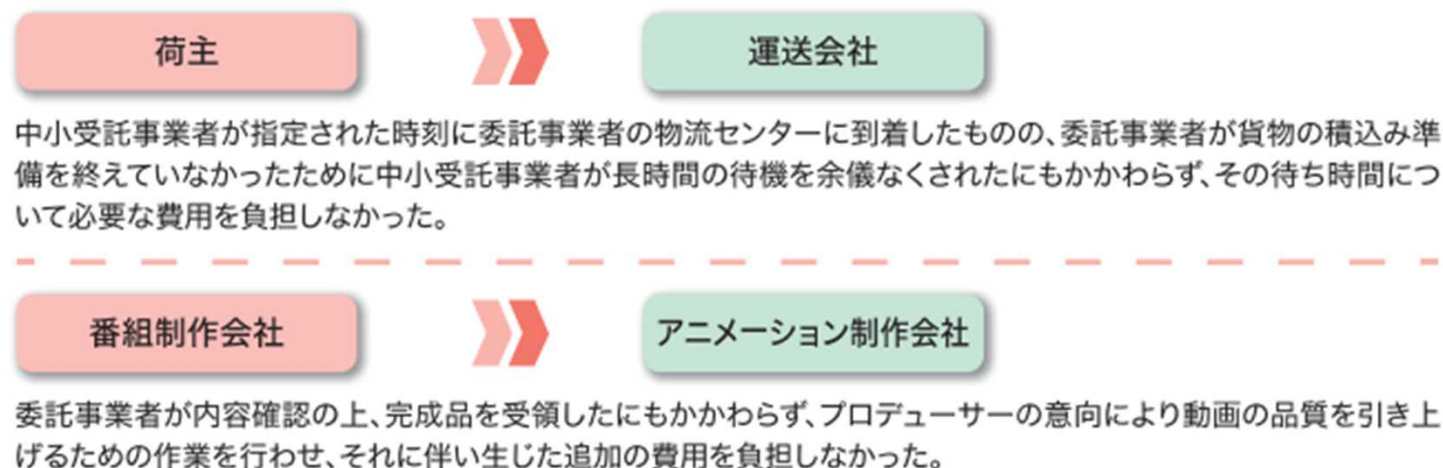 荷主
運送会社
中小受託事業者が指定された時刻に委託事業者の物流センターに到着したものの、委託事業者が貨物の積込み準
備を終えていなかったために中小受託事業者が長時間の待機を余儀なくされたにもかかわらず、その待ち時間につ
いて必要な費用を負担しなかった。
番組制作会社
アニメーション制作会社
委託事業者が内容確認の上、完成品を受領したにもかかわらず、プロデューサーの意向により動画の品質を引き上
げるための作業を行わせ、それに伴い生じた追加の費用を負担しなかった。